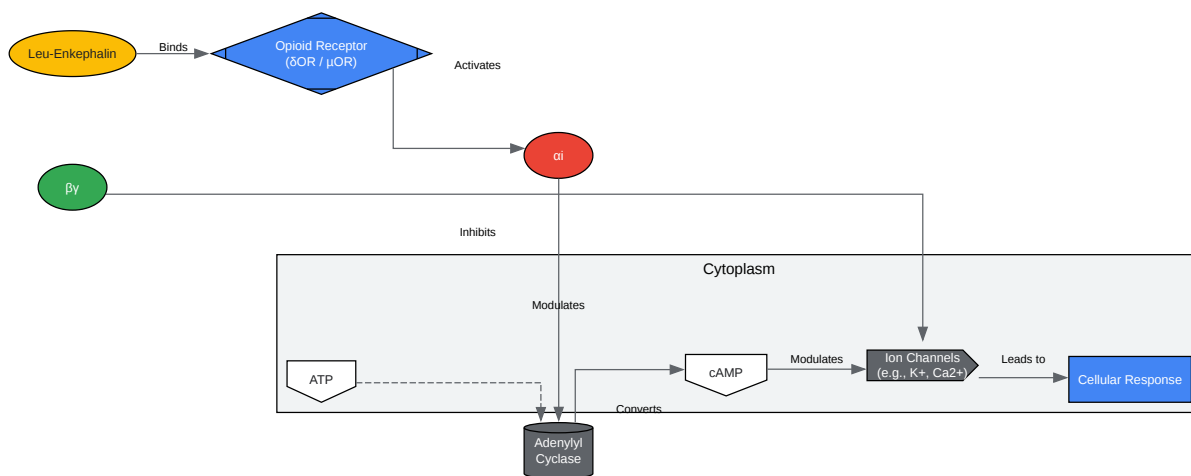 Leu-Enkephalin
Binds
Opioid Receptor
(δOR / μOR)
Activates
αi
βγ
Inhibits
Cytoplasm
Modulates
ATP
cAMP
Modulates
Ion Channels
(e.g., K+, Ca2+)
Leads to
Cellular Response
Converts
Adenylyl
Cyclase